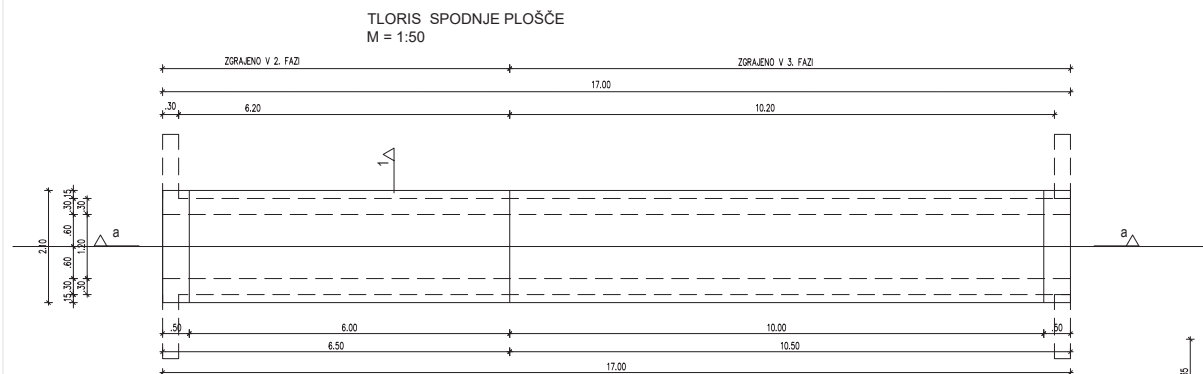 TLORIS SPODNJE PLOŠČE
M = 1:50
ZGRAJENO V 2. FAZI
ZGRAJENO V 3. FAZI
17.00
.30
6.20
10.20
1
2.10
.15 .30 .60 .60 .30 .15
.30 1.20 .30
a
a
.50
6.00
10.00
.50
6.50
10.50
17.00